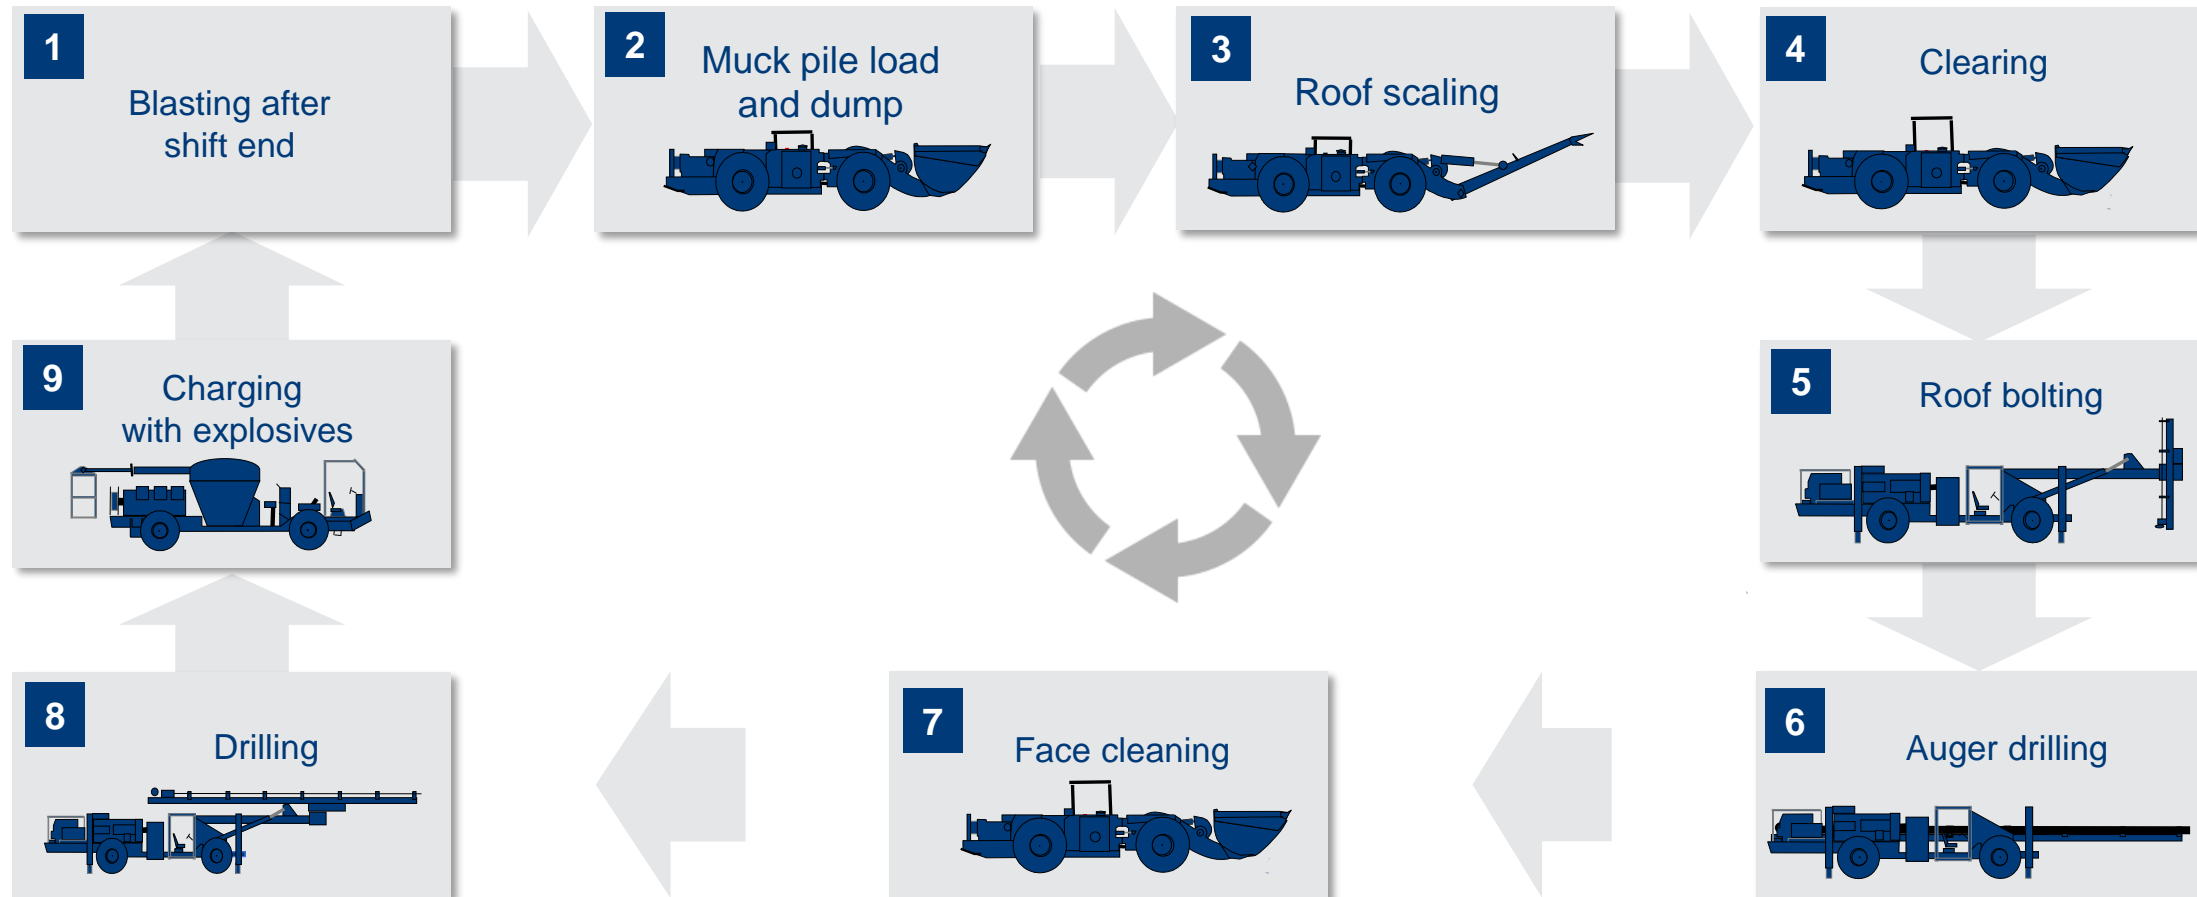 1
Blasting after
shift end
2
Muck pile load
and dump
3
Roof scaling
4
Clearing
5
Roof bolting
6
Auger drilling
7
Face cleaning
8
Drilling
9
Charging
with explosives